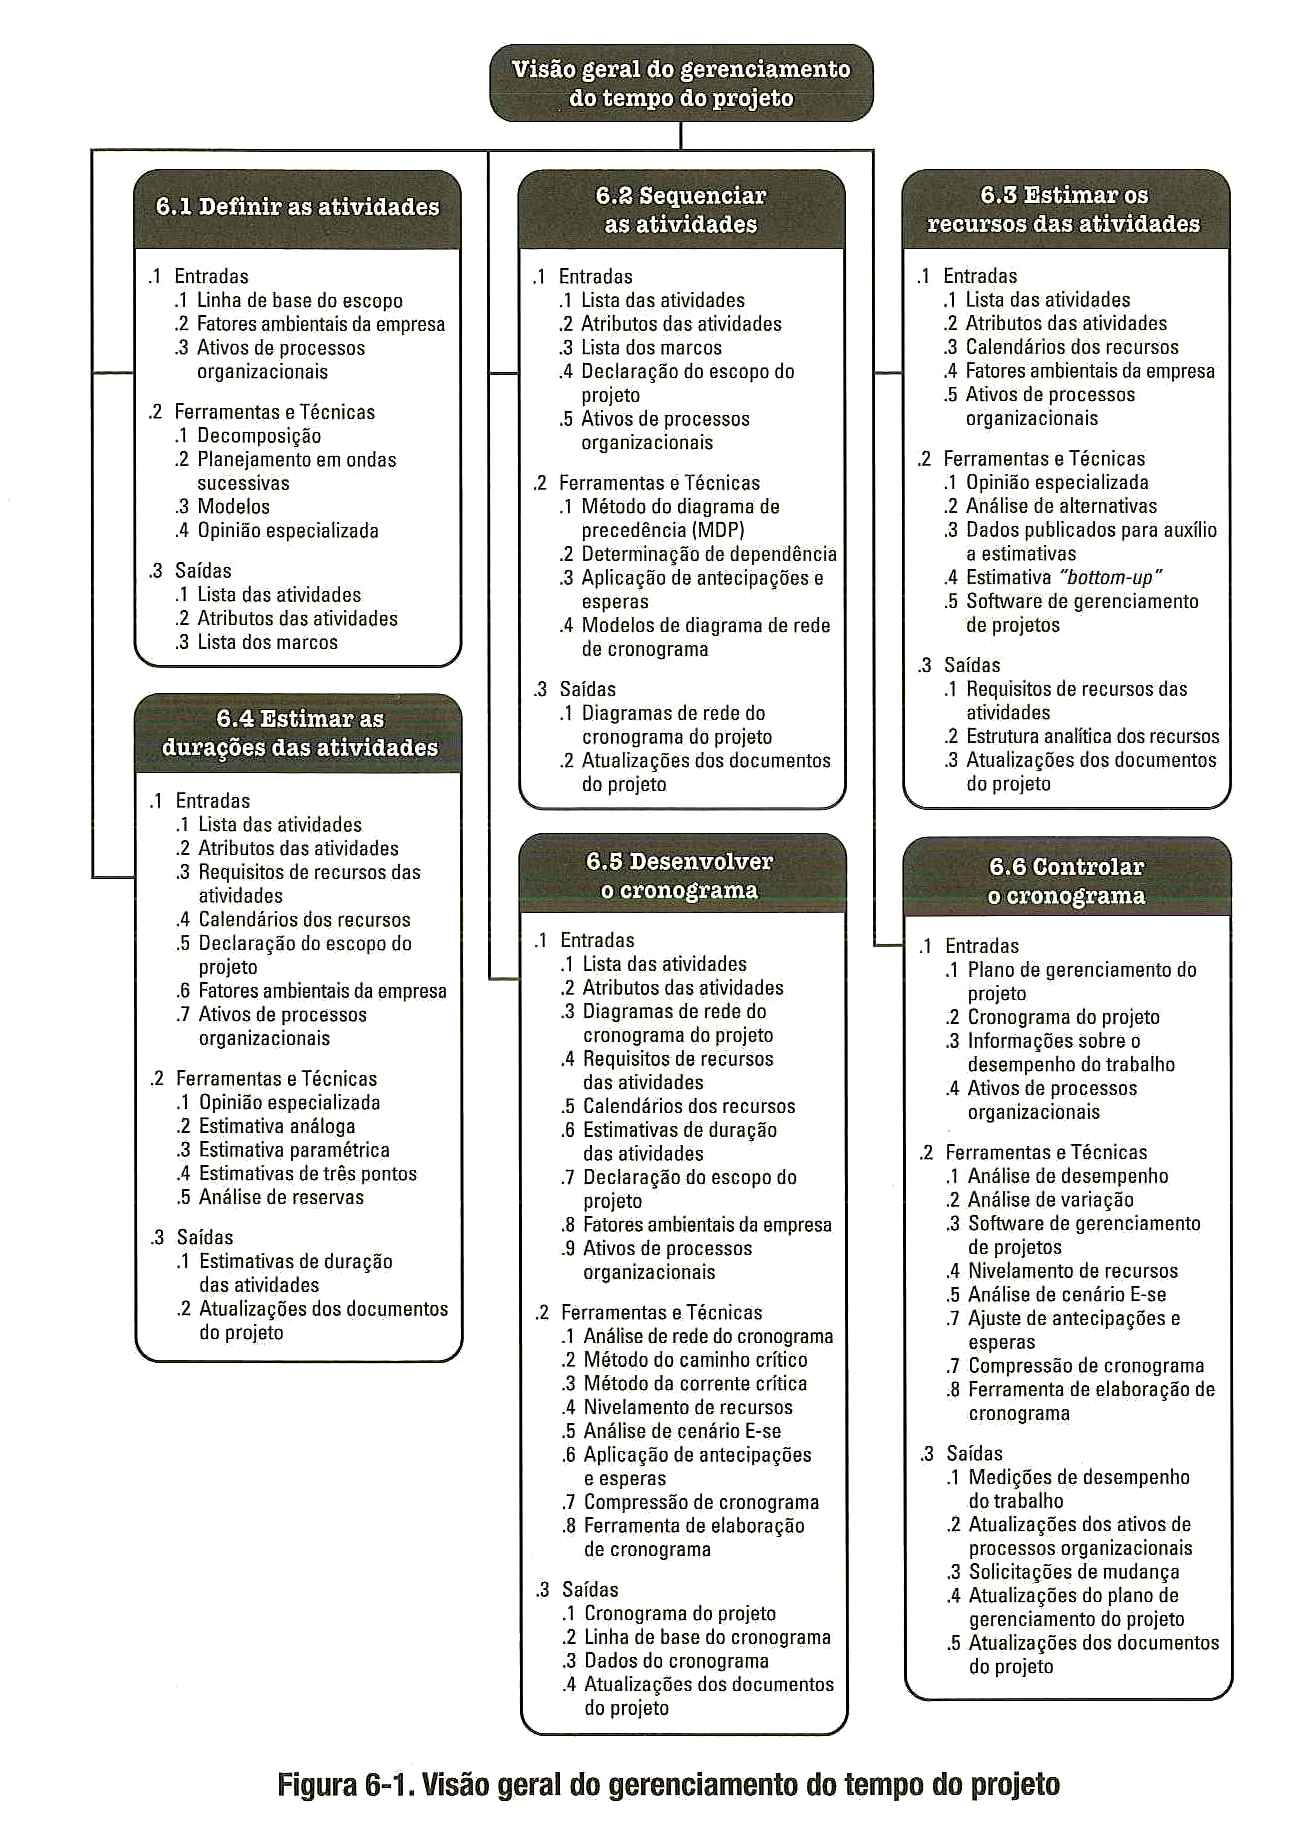 Visão geral do gerenciamento
do tempo do projeto
6.1 Definir as atividades
.1 Entradas
.1 Linha de base do escopo
.2 Fatores ambientais da empresa
.3 Ativos de processos
organizacionais
.2 Ferramentas e Técnicas
.1 Decomposição
.2 Planejamento em ondas
sucessivas
.3 Modelos
.4 Opinião especializada
.3 Saídas
.1 Lista das atividades
.2 Atributos das atividades
.3 Lista dos marcos
6.2 Sequenciar
as atividades
.1 Entradas
.1 Lista das atividades
.2 Atributos das atividades
.3 Lista dos marcos
.4 Declaração do escopo do
projeto
.5 Ativos de processos
organizacionais
.2 Ferramentas e Técnicas
.1 Método do diagrama de
precedência (MDP)
.2 Determinação de dependência
.3 Aplicação de antecipações e
esperas
.4 Modelos de diagrama de rede
de cronograma
.3 Saídas
.1 Diagramas de rede do
cronograma do projeto
.2 Atualizações dos documentos
do projeto
6.3 Estimar os
recursos das atividades
.1 Entradas
.1 Lista das atividades
.2 Atributos das atividades
.3 Calendários dos recursos
.4 Fatores ambientais da empresa
.5 Ativos de processos
organizacionais
.2 Ferramentas e Técnicas
.1 Opinião especializada
.2 Análise de alternativas
.3 Dados publicados para auxílio
a estimativas
.4 Estimativa "bottom-up"
.5 Software de gerenciamento
de projetos
.3 Saídas
.1 Requisitos de recursos das
atividades
.2 Estrutura analítica dos recursos
.3 Atualizações dos documentos
do projeto
6.4 Estimar as
durações das atividades
.1 Entradas
.1 Lista das atividades
.2 Atributos das atividades
.3 Requisitos de recursos das
atividades
.4 Calendários dos recursos
.5 Declaração do escopo do
projeto
.6 Fatores ambientais da empresa
.7 Ativos de processos
organizacionais
.2 Ferramentas e Técnicas
.1 Opinião especializada
.2 Estimativa análoga
.3 Estimativa paramétrica
.4 Estimativas de três pontos
.5 Análise de reservas
.3 Saídas
.1 Estimativas de duração
das atividades
.2 Atualizações dos documentos
do projeto
6.5 Desenvolver
o cronograma
.1 Entradas
.1 Lista das atividades
.2 Atributos das atividades
.3 Diagramas de rede do
cronograma do projeto
.4 Requisitos de recursos
das atividades
.5 Calendários dos recursos
.6 Estimativas de duração
das atividades
.7 Declaração do escopo do
projeto
.8 Fatores ambientais da empresa
.9 Ativos de processos
organizacionais
.2 Ferramentas e Técnicas
.1 Análise de rede do cronograma
.2 Método do caminho crítico
.3 Método da corrente crítica
.4 Nivelamento de recursos
.5 Análise de cenário E-se
.6 Aplicação de antecipações
e esperas
.7 Compressão de cronograma
.8 Ferramenta de elaboração
de cronograma
.3 Saídas
.1 Cronograma do projeto
.2 Linha de base do cronograma
.3 Dados do cronograma
.4 Atualizações dos documentos
do projeto
6.6 Controlar
o cronograma
.1 Entradas
.1 Plano de gerenciamento do
projeto
.2 Cronograma do projeto
.3 Informações sobre o
desempenho do trabalho
.4 Ativos de processos
organizacionais
.2 Ferramentas e Técnicas
.1 Análise de desempenho
.2 Análise de variação
.3 Software de gerenciamento
de projetos
.4 Nivelamento de recursos
.5 Análise de cenário E-se
.7 Ajuste de antecipações e
esperas
.7 Compressão de cronograma
.8 Ferramenta de elaboração de
cronograma
.3 Saídas
.1 Medições de desempenho
do trabalho
.2 Atualizações dos ativos de
processos organizacionais
.3 Solicitações de mudança
.4 Atualizações do plano de
gerenciamento do projeto
.5 Atualizações dos documentos
do projeto
Figura 6-1. Visão geral do gerenciamento do tempo do projeto